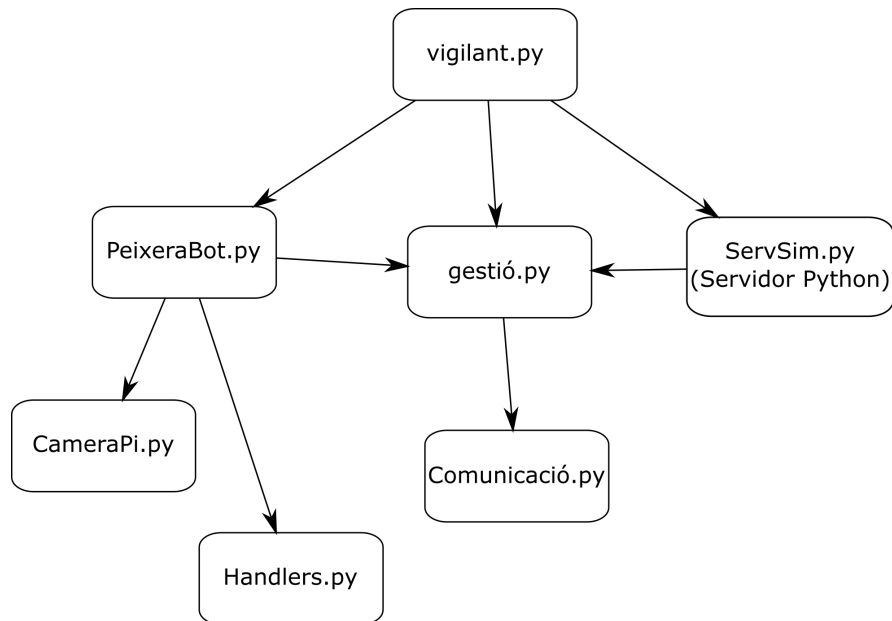 vigilant.py
PeixeraBot.py
gestió.py
ServSim.py
(Servidor Python)
CameraPi.py
Comunicació.py
Handlers.py